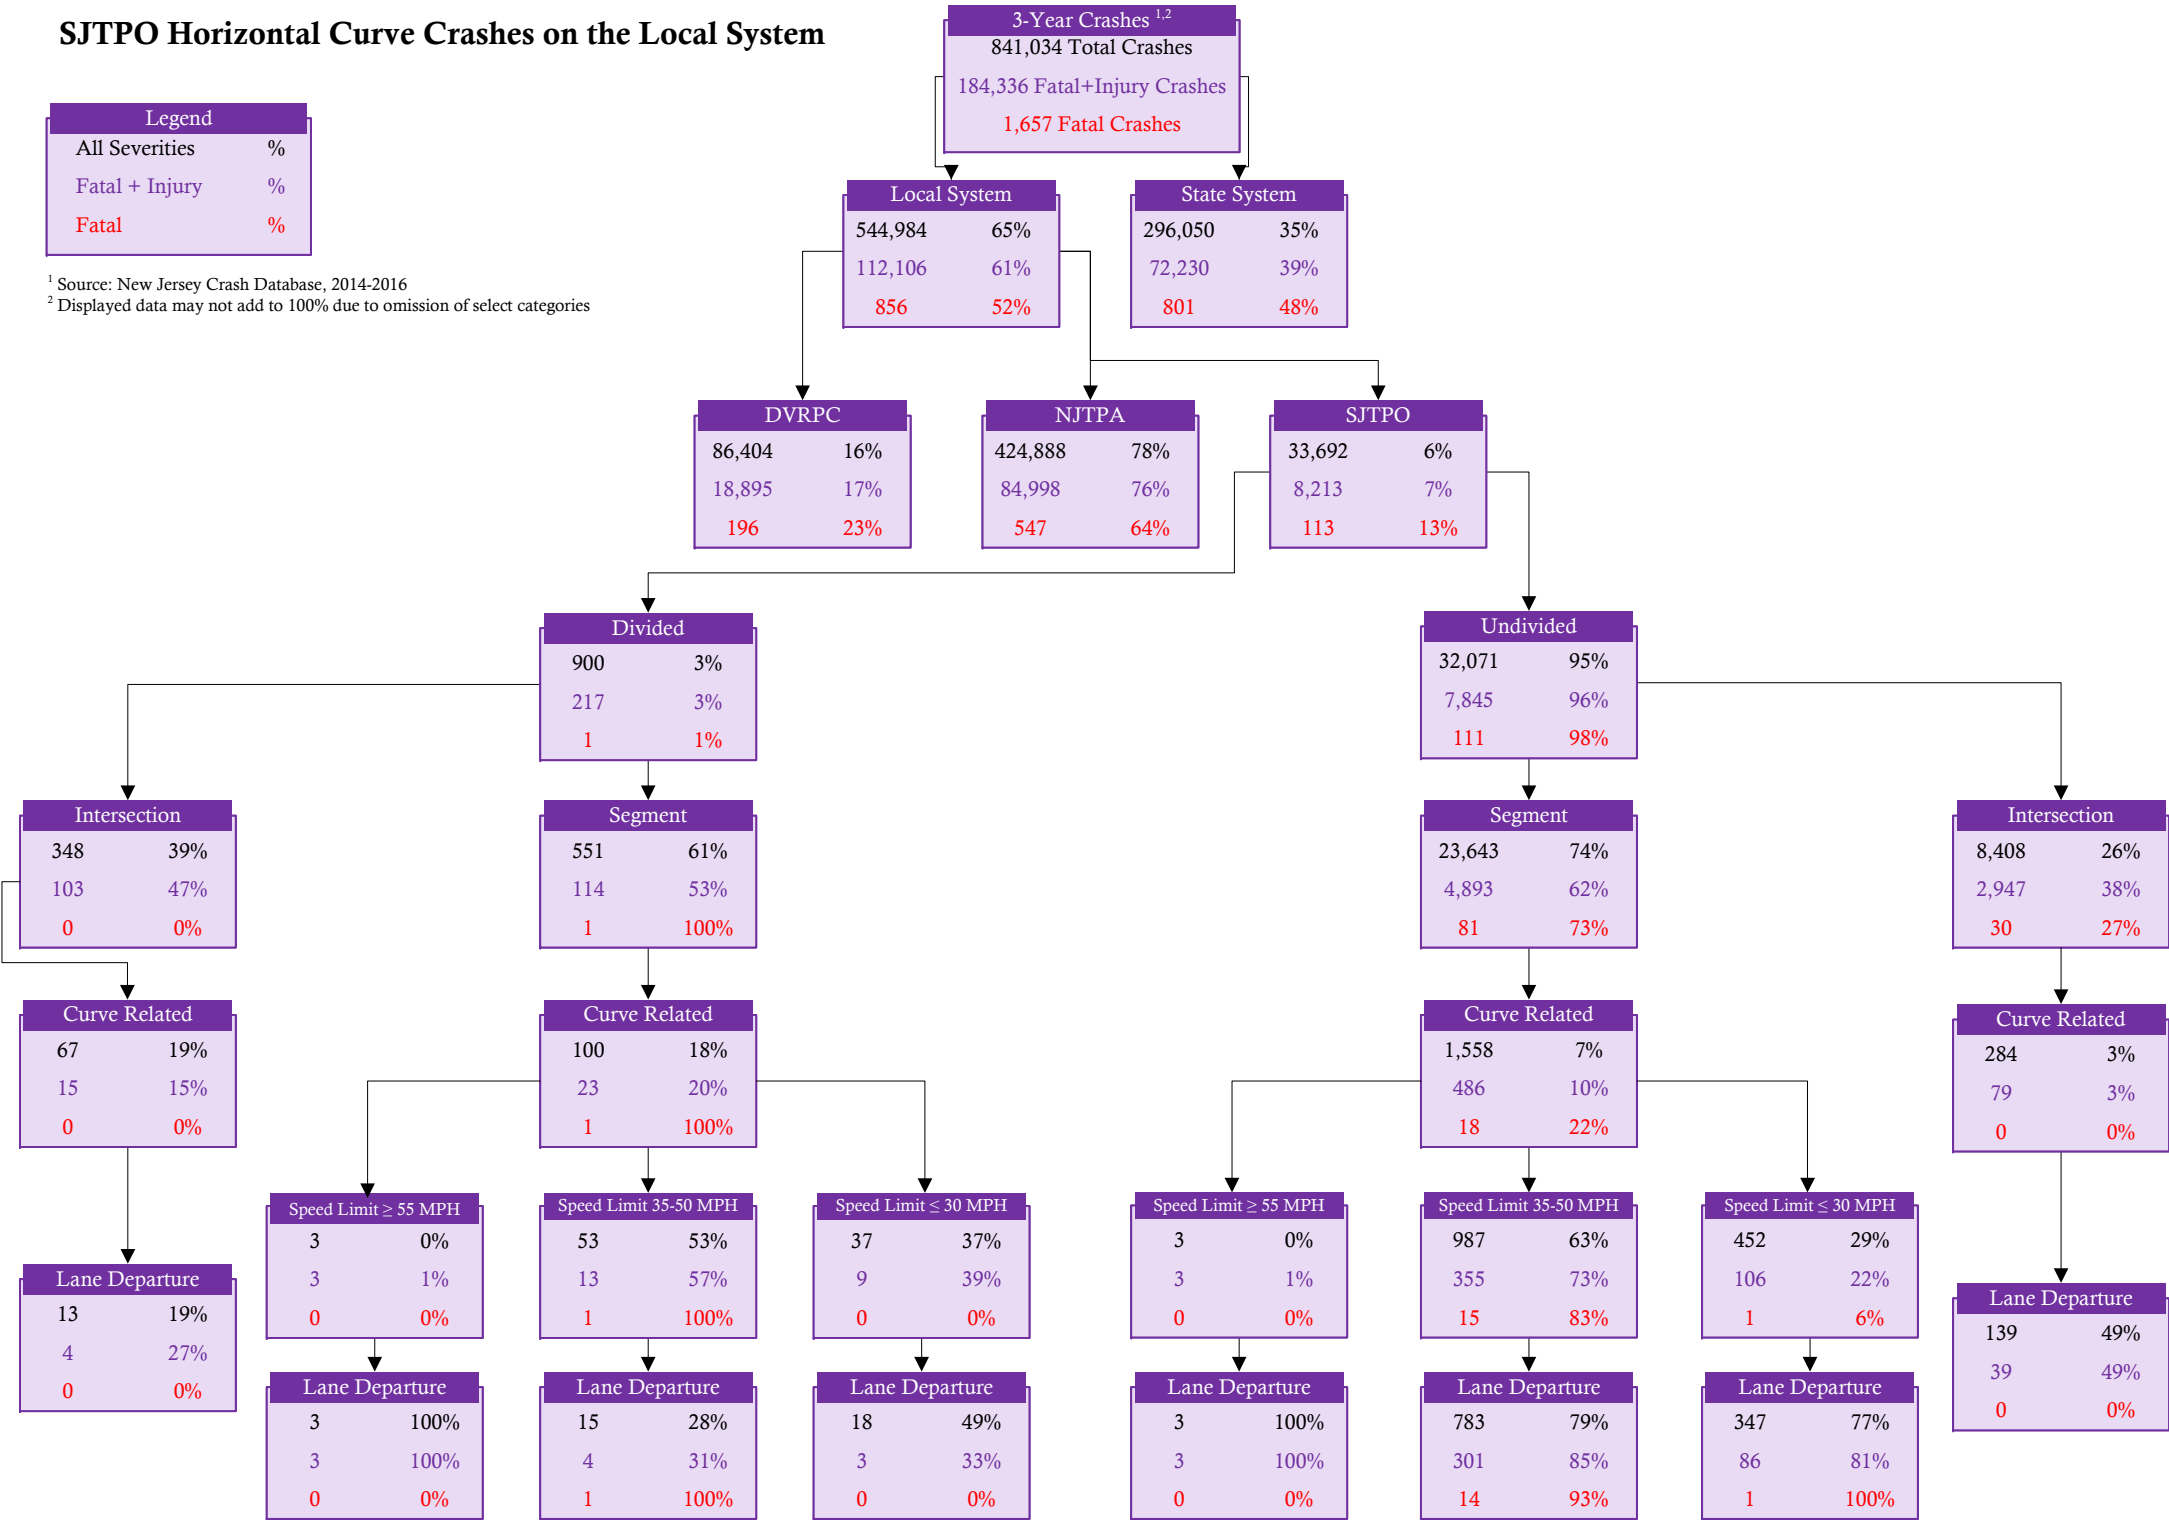 SJTPO Horizontal Curve Crashes on the Local System
3-Year Crashes 1,2
841,034 Total Crashes
184,336 Fatal+Injury Crashes
1,657 Fatal Crashes
Legend
All Severities %
Fatal + Injury %
Fatal %
1 Source: New Jersey Crash Database, 2014-2016
2 Displayed data may not add to 100% due to omission of select categories
Local System
544,984 65%
112,106 61%
856 52%
State System
296,050 35%
72,230 39%
801 48%
DVRPC
86,404 16%
18,895 17%
196 23%
NJTPA
424,888 78%
84,998 76%
547 64%
SJTPO
33,692 6%
8,213 7%
113 13%
Divided
900 3%
217 3%
1 1%
Undivided
32,071 95%
7,845 96%
111 98%
Intersection
348 39%
103 47%
0 0%
Segment
551 61%
114 53%
1 100%
Segment
23,643 74%
4,893 62%
81 73%
Intersection
8,408 26%
2,947 38%
30 27%
Curve Related
67 19%
15 15%
0 0%
Curve Related
100 18%
23 20%
1 100%
Curve Related
1,558 7%
486 10%
18 22%
Curve Related
284 3%
79 3%
0 0%
Speed Limit ≥ 55 MPH
3 0%
3 1%
0 0%
Speed Limit 35-50 MPH
53 53%
13 57%
1 100%
Speed Limit ≤ 30 MPH
37 37%
9 39%
0 0%
Speed Limit ≥ 55 MPH
3 0%
3 1%
0 0%
Speed Limit 35-50 MPH
987 63%
355 73%
15 83%
Speed Limit ≤ 30 MPH
452 29%
106 22%
1 6%
Lane Departure
13 19%
4 27%
0 0%
Lane Departure
3 100%
3 100%
0 0%
Lane Departure
15 28%
4 31%
1 100%
Lane Departure
18 49%
3 33%
0 0%
Lane Departure
3 100%
3 100%
0 0%
Lane Departure
783 79%
301 85%
14 93%
Lane Departure
347 77%
86 81%
1 100%
Lane Departure
139 49%
39 49%
0 0%